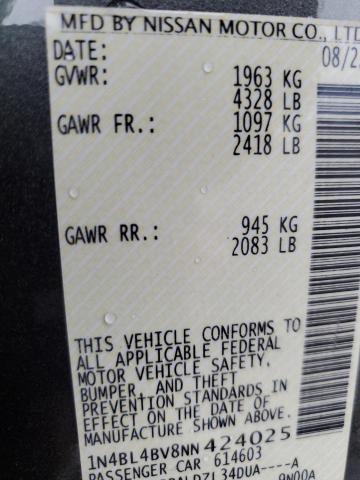 MFD BY NISSAN MOTOR CO., LTD
DATE: 08/2
GVWR: 1963 KG
4328 LB
GAWR FR.: 1097 KG
2418 LB
GAWR RR.: 945 KG
2083 LB
THIS VEHICLE CONFORMS TO
ALL APPLICABLE FEDERAL
MOTOR VEHICLE SAFETY,
BUMPER, AND THEFT
PREVENTION STANDARDS IN
EFFECT ON THE DATE OF
MANUFACTURE SHOWN ABOVE.
1N4BL4BV8NN424025
PASSENGER CAR 614603
9N00A